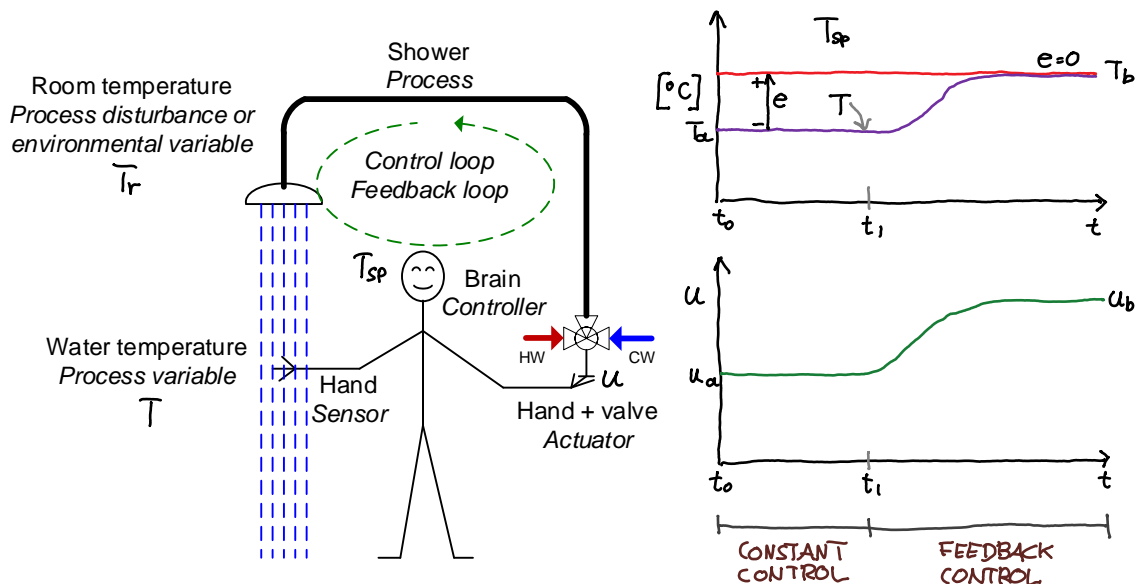 Shower
Process
Room temperature
Process disturbance or
environmental variable
Tr
Control loop
Feedback loop
Tsp
Brain
Controller
HW
CW
Water temperature
Process variable
T
Hand
Sensor
u
Hand + valve
Actuator
Tsp
e=0
Tb
[°C]
+
e
-
T
Ta
t0
t1
t
u
ub
ua
t0
t1
t
CONSTANT
CONTROL
FEEDBACK
CONTROL